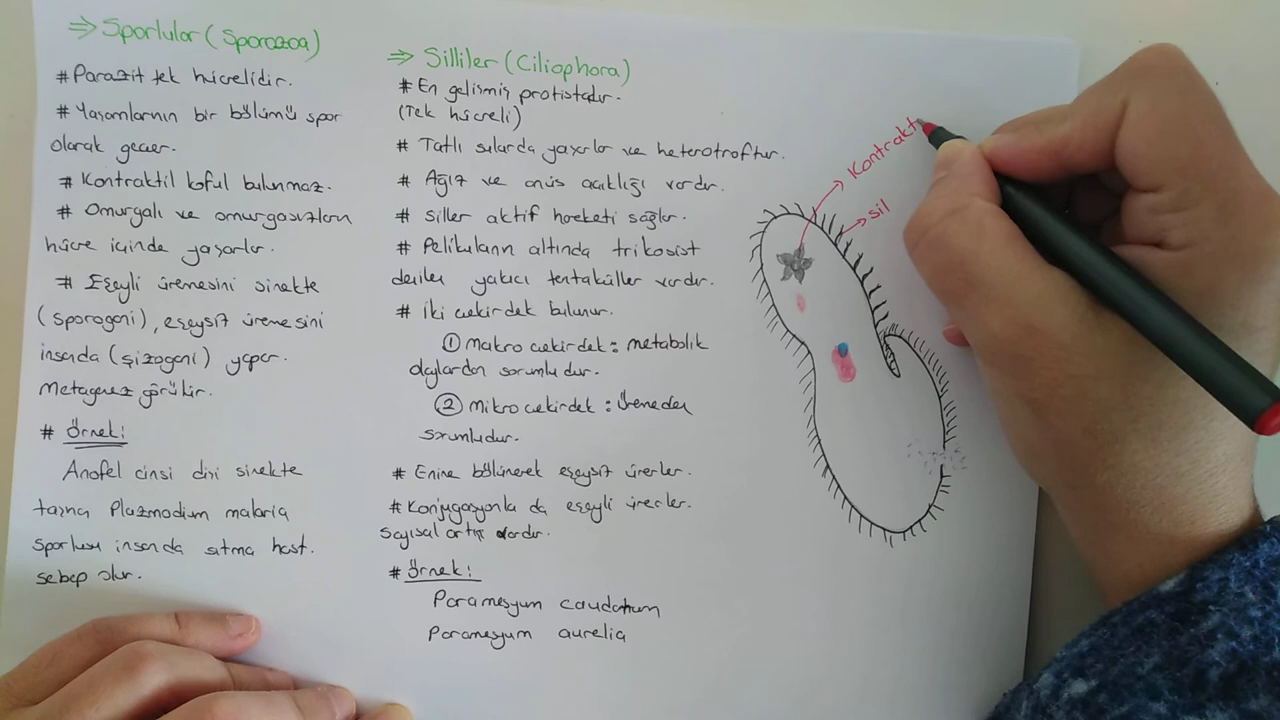 ⇒ Sporlular (Sporozoa)
# Parazit tek hücrelidir.
# Yaşamlarının bir bölümü spor
olarak geçer.
# Kontraktil koful bulunmaz.
# Omurgalı ve omurgasızların
hücre içinde yaşarlar.
# Eşeyli üremesini sinekte
(sporogoni), eşeysiz üremesini
insanda (şizogoni) yapar.
Metagenez görülür.
# Örnek:
Anofel cinsi dişi sinekte
taşınan Plazmodium malaria
sporlusu insanda sıtma hast.
sebep olur.
⇒ Silliler (Ciliophora)
# En gelişmiş protistadır.
(Tek hücreli)
# Tatlı sularda yaşarlar ve heterotroftur.
# Ağız ve anüs açıklığı vardır.
# Siller aktif hareketi sağlar.
# Pelikulanın altında trikosist
denilen yakıcı tentaküller vardır.
# İki çekirdek bulunur.
① Makro çekirdek: metabolik
olaylardan sorumludur.
② Mikro çekirdek: Üremeden
sorumludur.
# Enine bölünerek eşeysiz ürerler.
# Konjugasyonla da eşeyli ürerler.
Sayısal artış vardır.
# Örnek:
Paramesyum caudatum
Paramesyum aurelia
Kontrakt
sil